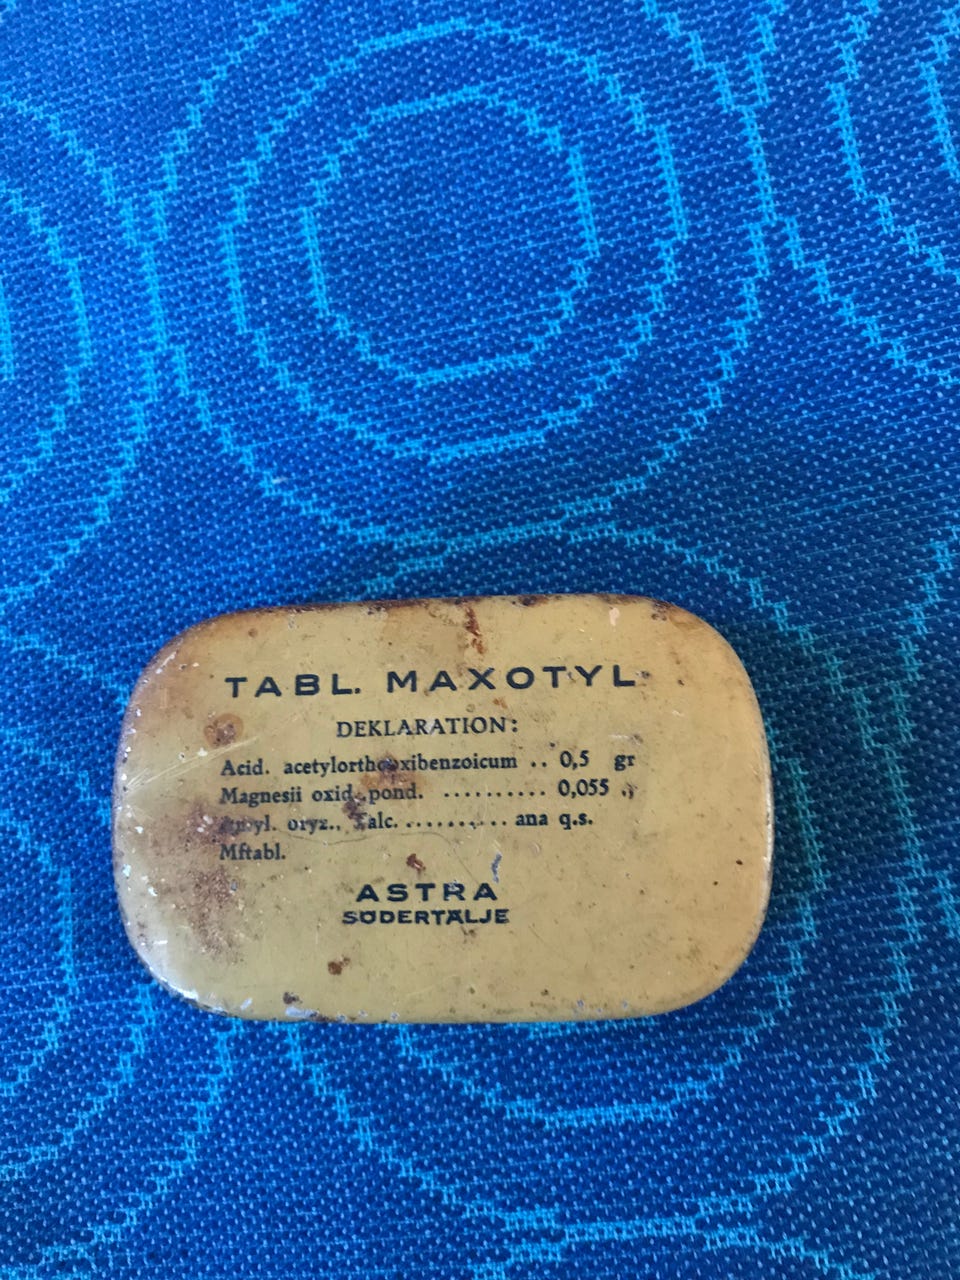 TABL. MAXOTYL
DEKLARATION:
Acid. acetylorthooxibenzoicum .. 0,5 gr
Magnesii oxid. pond. .......... 0,055 „
Amyl. oryz., Talc. .......... ana q.s.
Mftabl.
ASTRA
SÖDERTÄLJE